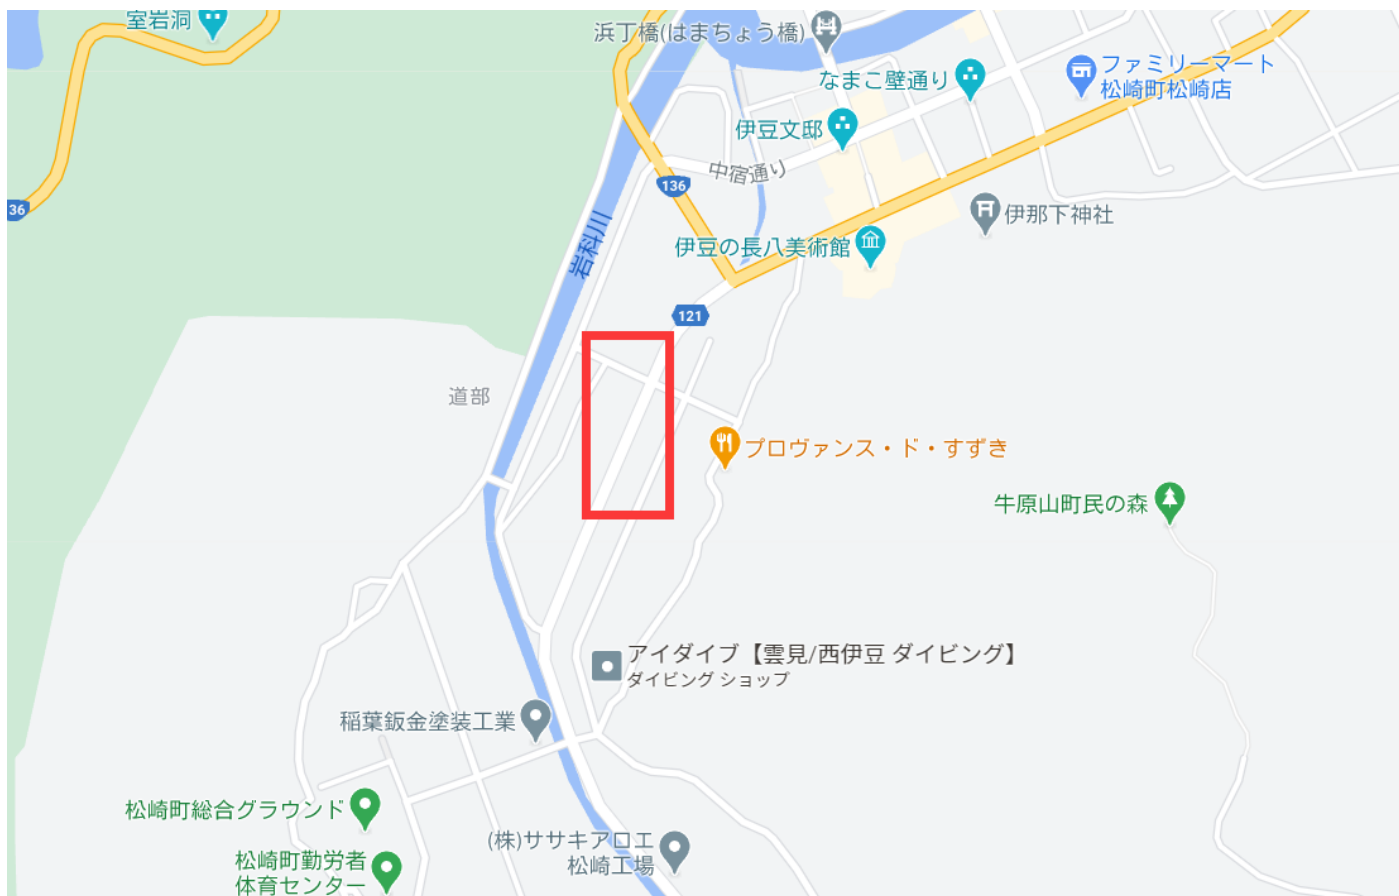 室岩洞
浜丁橋(はまちょう橋)
なまこ壁通り
ファミリーマート
松崎町松崎店
伊豆文邸
中宿通り
136
36
伊那下神社
岩科川
伊豆の長八美術館
121
道部
プロヴァンス・ド・すずき
牛原山町民の森
アイダイブ【雲見/西伊豆 ダイビング】
ダイビング ショップ
稲葉鈑金塗装工業
松崎町総合グラウンド
(株)ササキアロエ
松崎工場
松崎町勤労者
体育センター